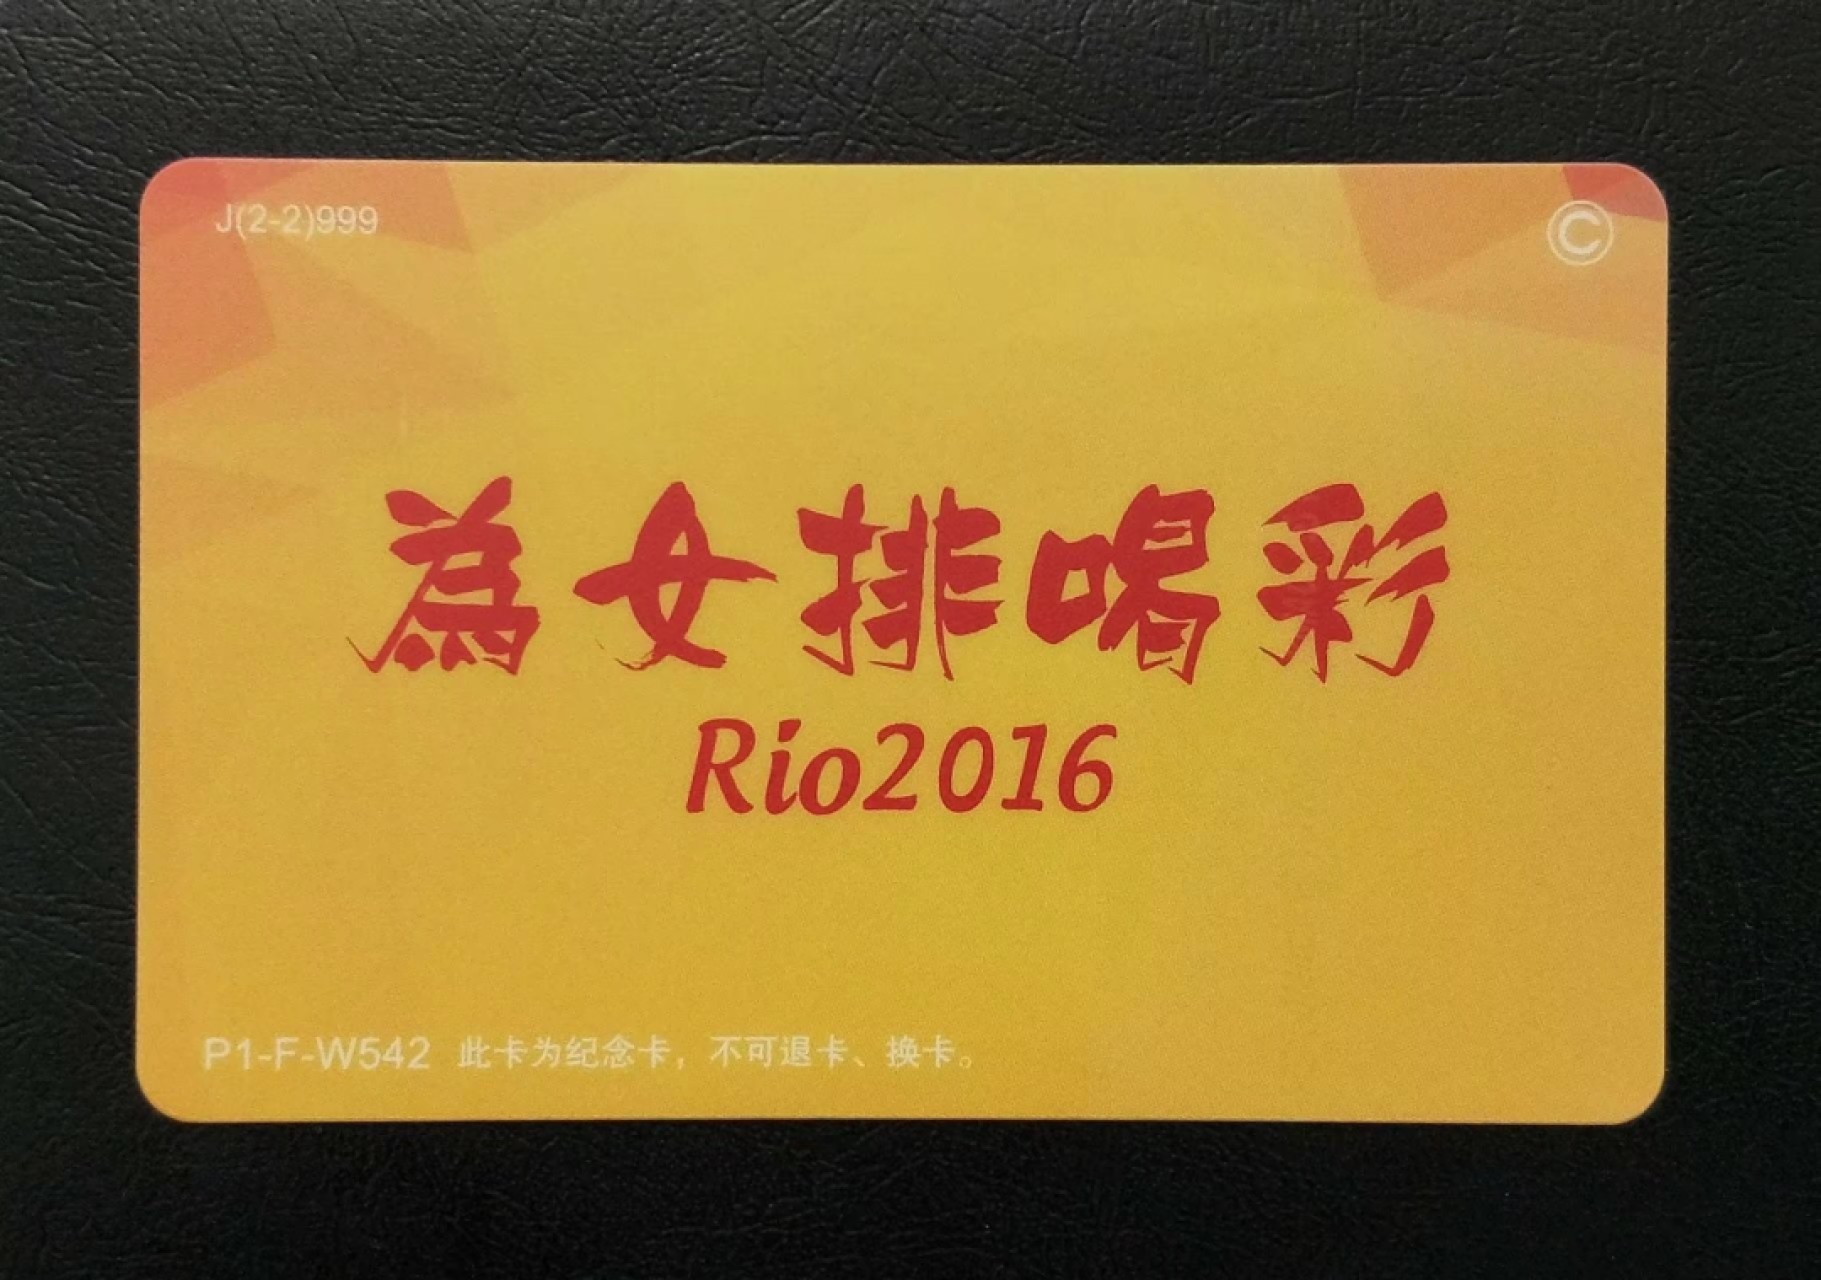 J(2-2)999
©
為女排喝彩
Rio2016
P1-F-W542 此卡为纪念卡，不可退卡、换卡。